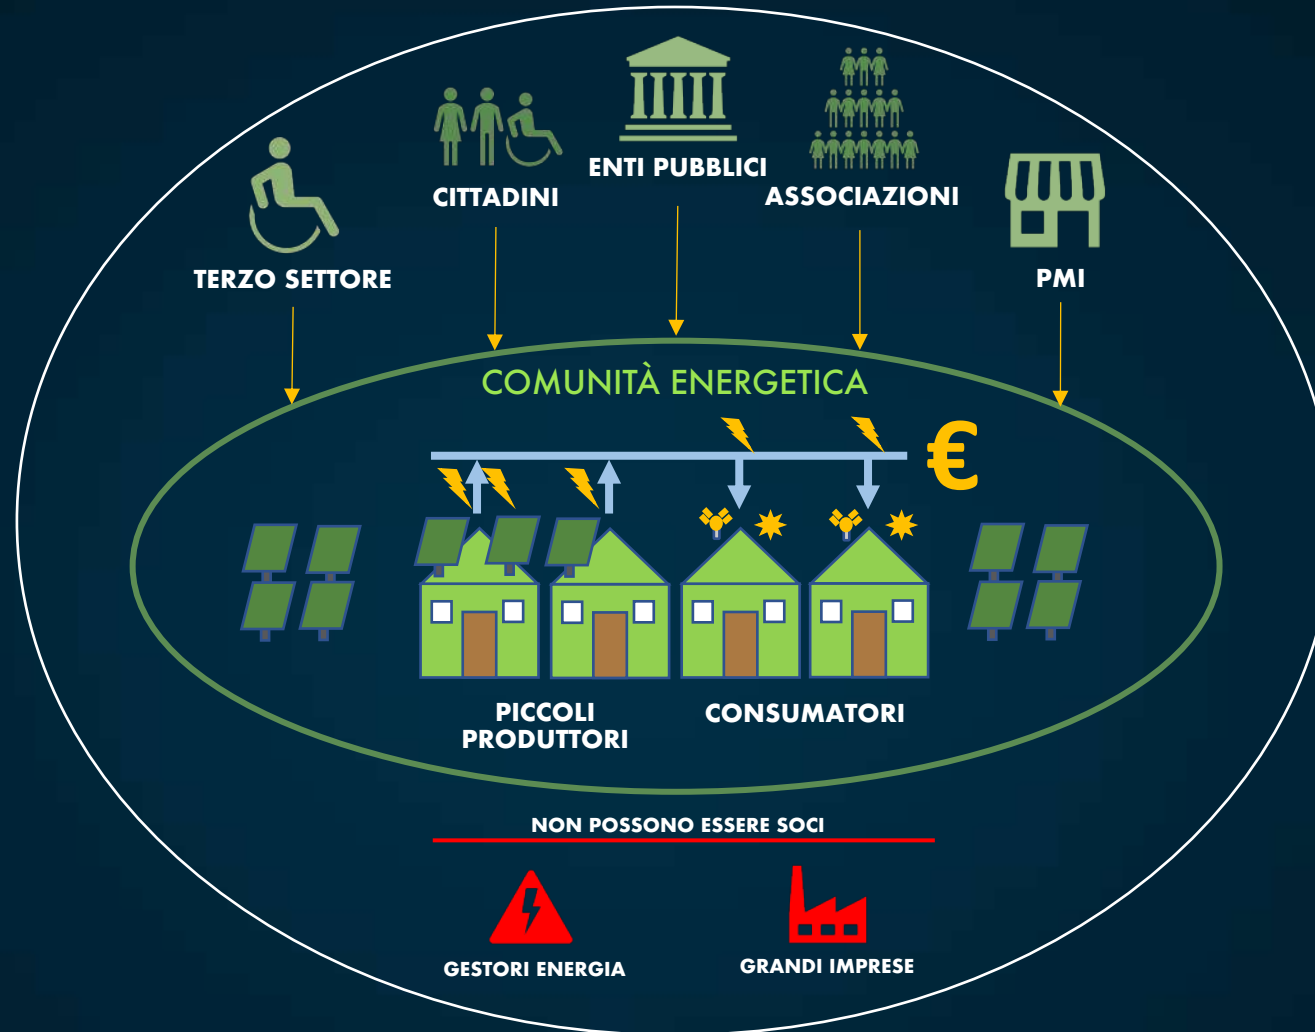 ENTI PUBBLICI
CITTADINI
ASSOCIAZIONI
TERZO SETTORE
PMI
COMUNITÀ ENERGETICA
€
PICCOLI
PRODUTTORI
CONSUMATORI
NON POSSONO ESSERE SOCI
GESTORI ENERGIA
GRANDI IMPRESE